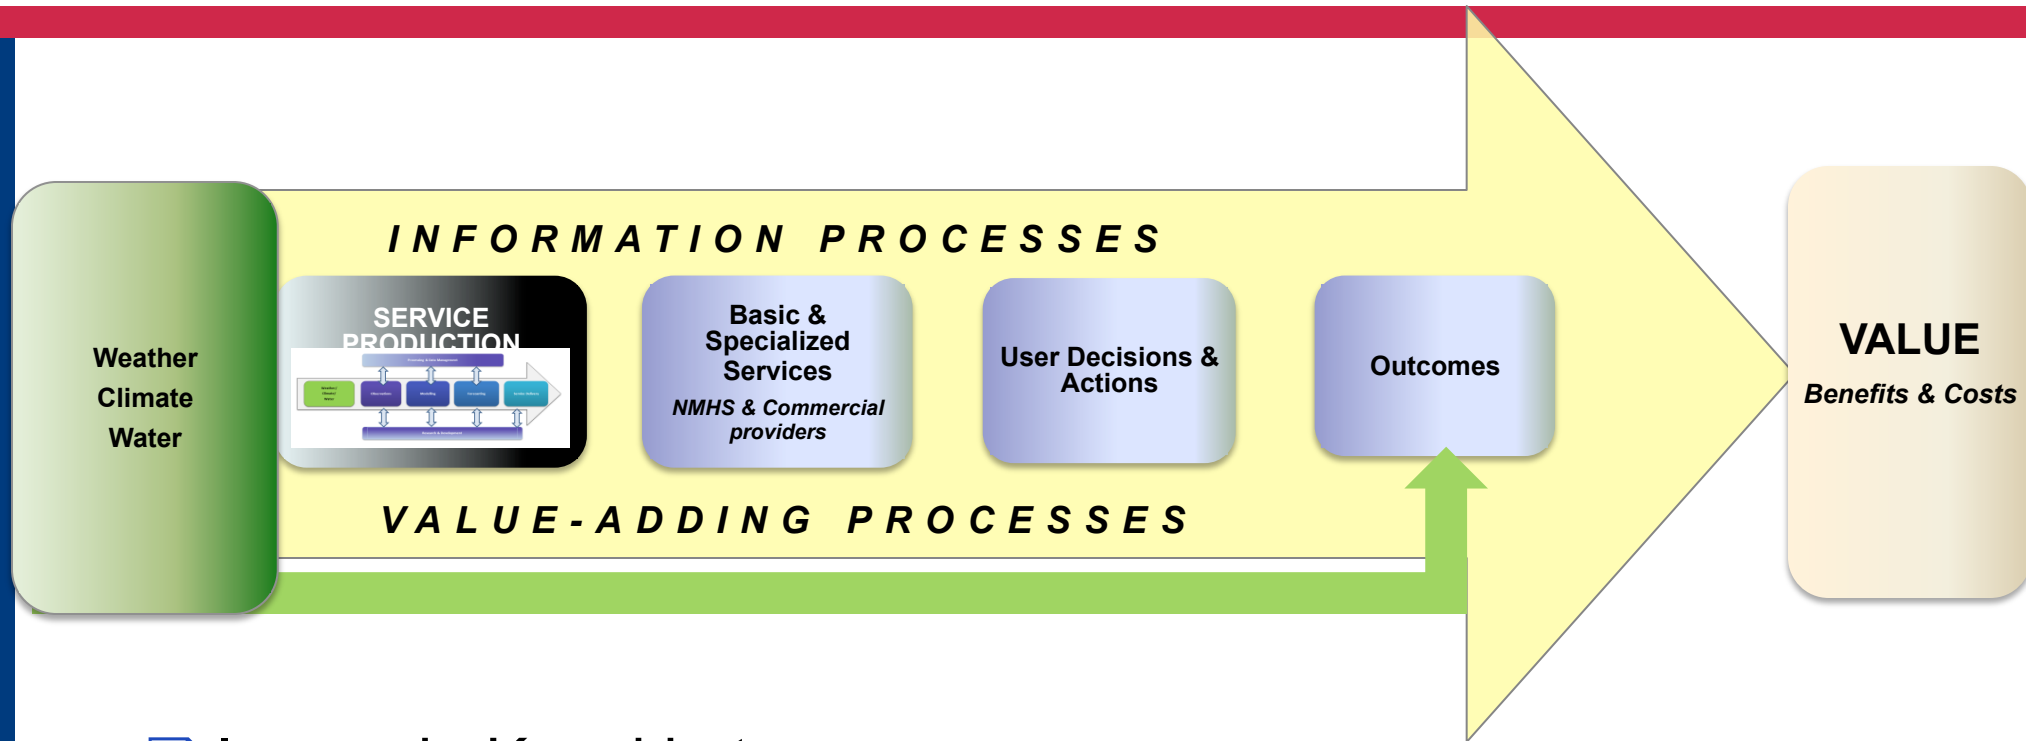 INFORMATION PROCESSES
Weather
Climate
Water
SERVICE
PRODUCTION
Basic &
Specialized
Services
NMHS & Commercial
providers
User Decisions &
Actions
Outcomes
VALUE
Benefits & Costs
VALUE-ADDING PROCESSES